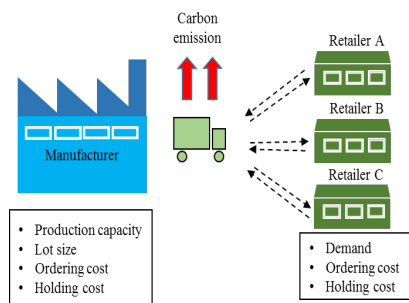 Carbon
emission
Retailer A
Retailer B
Manufacturer
Retailer C
• Production capacity
• Lot size
• Ordering cost
• Holding cost
• Demand
• Ordering cost
• Holding cost